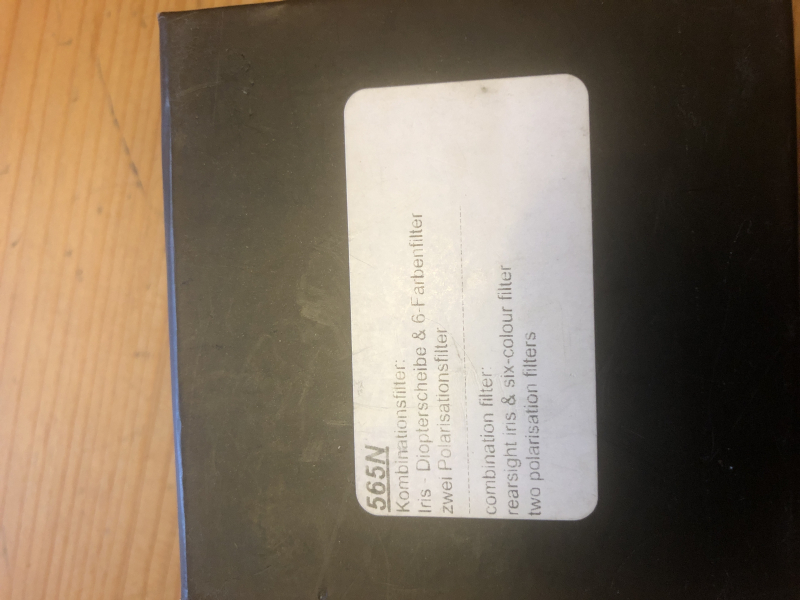 565N
Kombinationsfilter:
Iris - Diopterscheibe & 6-Farbenfilter
zwei Polarisationsfilter
combination filter:
rearsight iris & six-colour filter
two polarisation filters